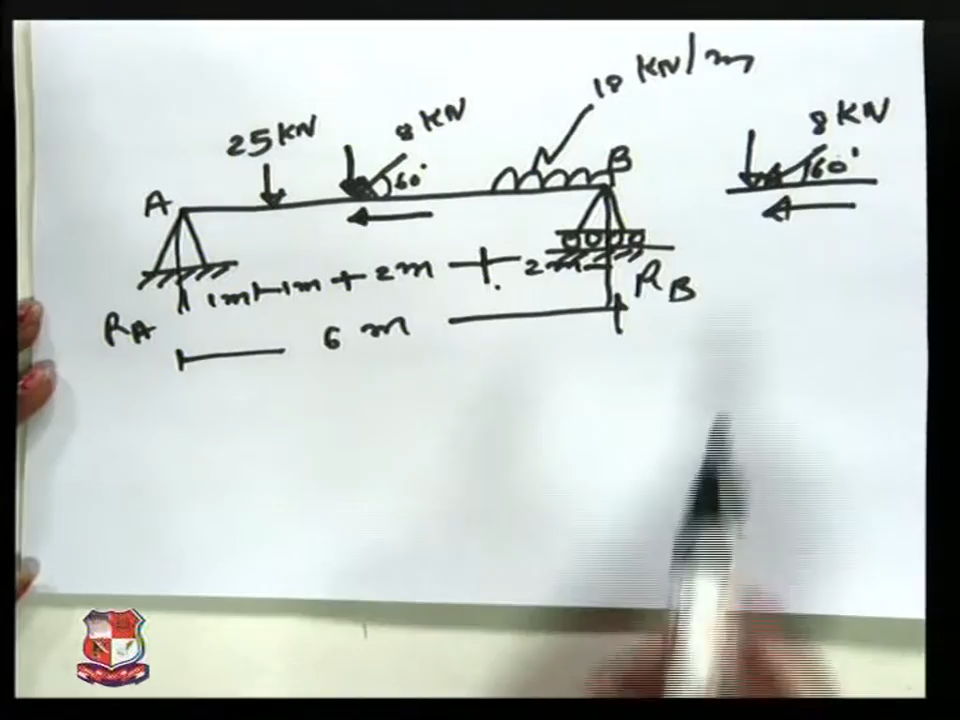 18 KN/m
8 KN
25 KN
8 KN
60°
60°
A
B
1m 1m 2m 2m
RA
RB
6 m